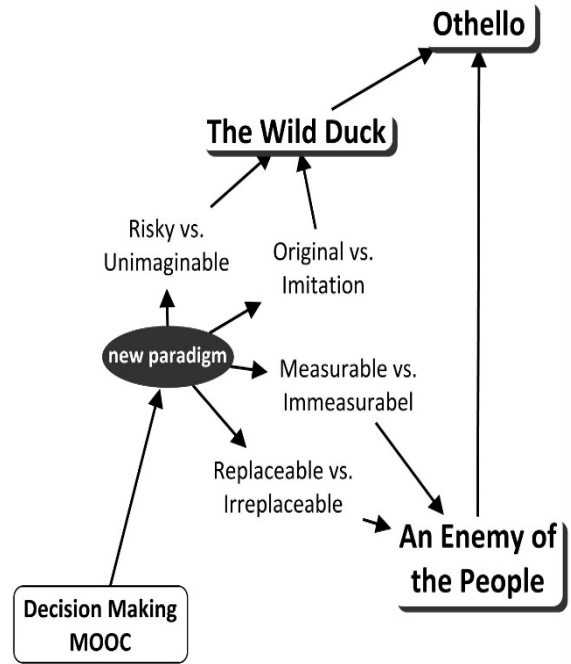 Othello
The Wild Duck
Risky vs.
Unimaginable
Original vs.
Imitation
new paradigm
Measurable vs.
Immeasurabel
Replaceable vs.
Irreplaceable
An Enemy of
the People
Decision Making
MOOC